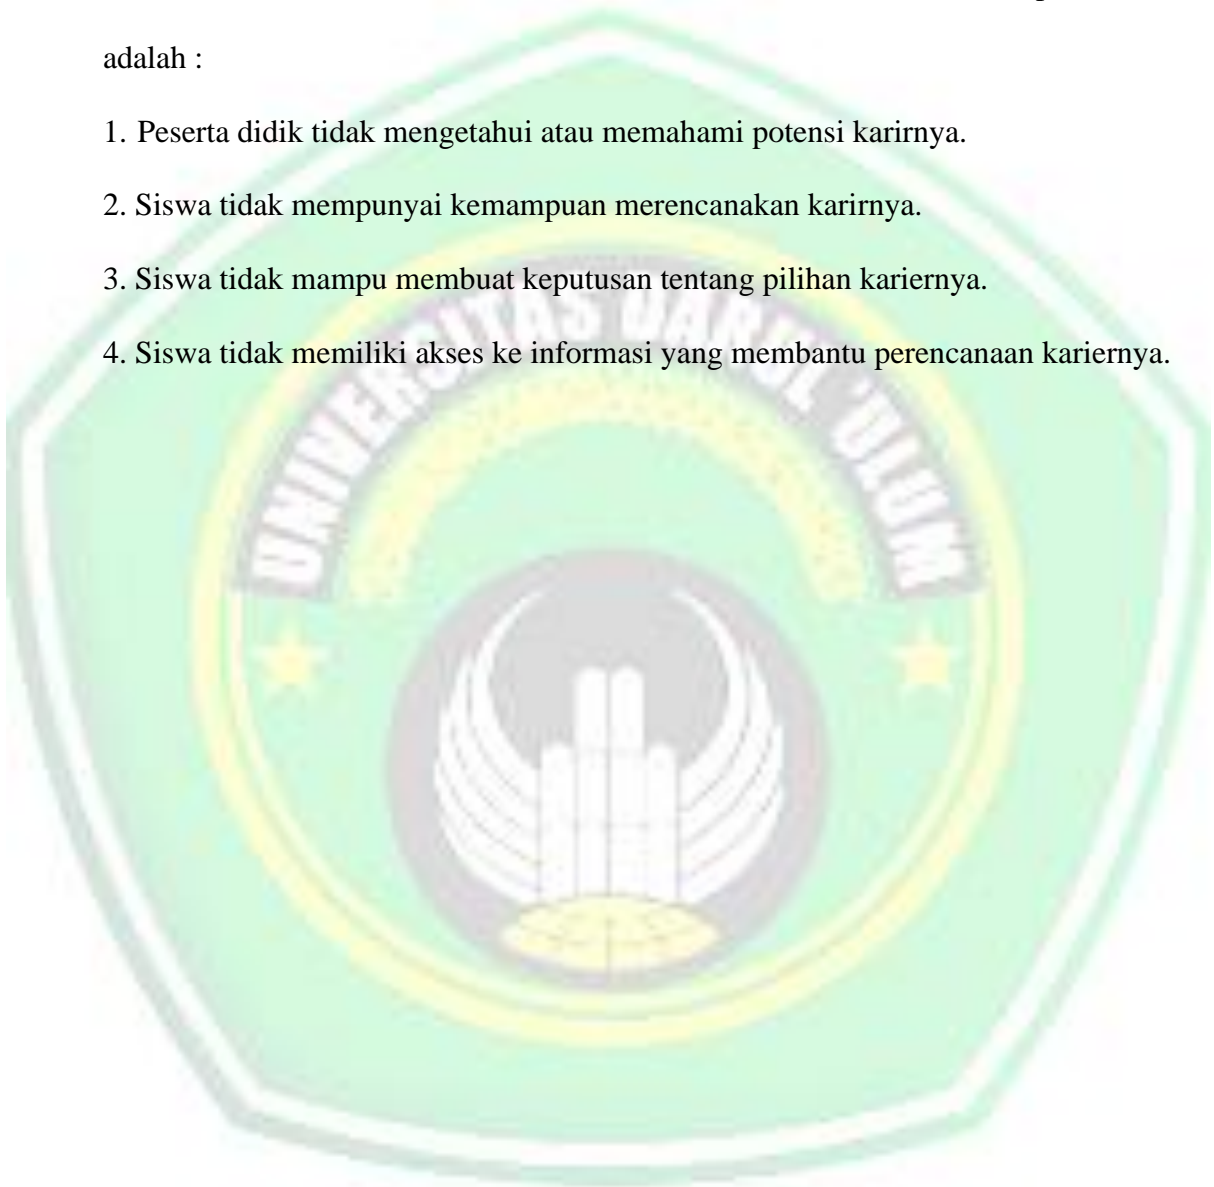 adalah :
1. Peserta didik tidak mengetahui atau memahami potensi karirnya.
2. Siswa tidak mempunyai kemampuan merencanakan karirnya.
3. Siswa tidak mampu membuat keputusan tentang pilihan kariernya.
4. Siswa tidak memiliki akses ke informasi yang membantu perencanaan kariernya.
UNIVERSITAS DARUL 'ULUM